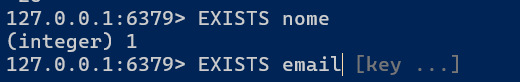 127.0.0.1:6379> EXISTS nome
(integer) 1
127.0.0.1:6379> EXISTS email [key ...]